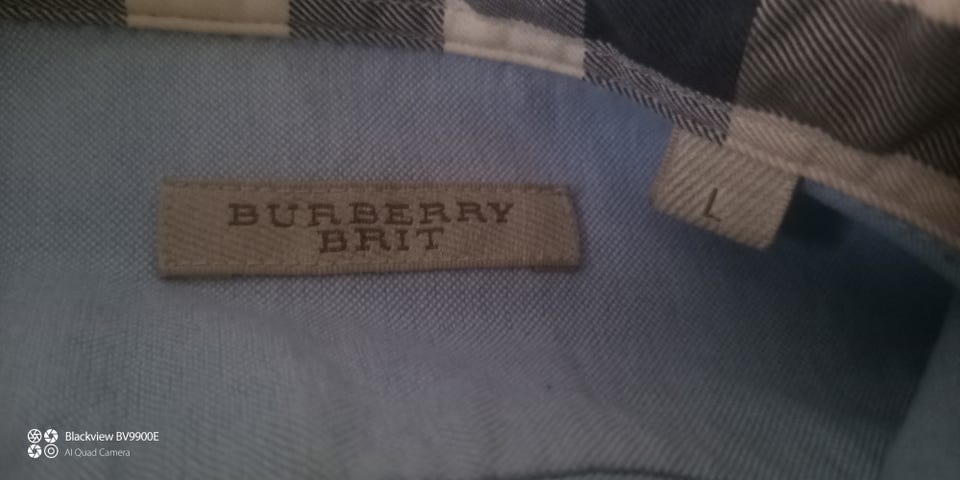 BURBERRY
BRIT
L
Blackview BV9900E
AI Quad Camera